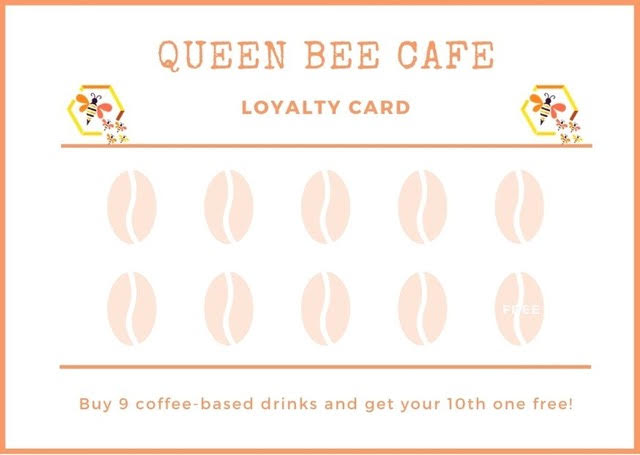 QUEEN BEE CAFE
LOYALTY CARD
FREE
Buy 9 coffee-based drinks and get your 10th one free!